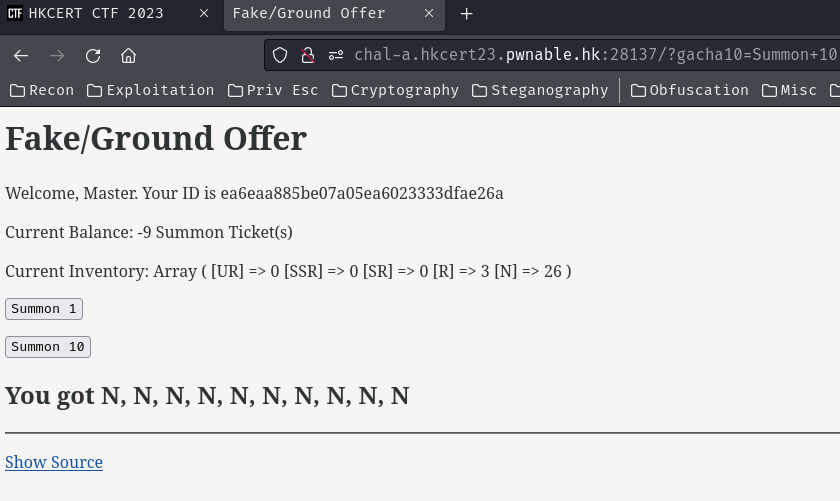 CTF HKCERT CTF 2023 × Fake/Ground Offer × +
chal-a.hkcert23.pwnable.hk:28137/?gacha10=Summon+10
Recon Exploitation Priv Esc Cryptography Steganography Obfuscation Misc
Fake/Ground Offer
Welcome, Master. Your ID is ea6eaa885be07a05ea6023333dfae26a
Current Balance: -9 Summon Ticket(s)
Current Inventory: Array ( [UR] => 0 [SSR] => 0 [SR] => 0 [R] => 3 [N] => 26 )
Summon 1
Summon 10
You got N, N, N, N, N, N, N, N, N, N
Show Source